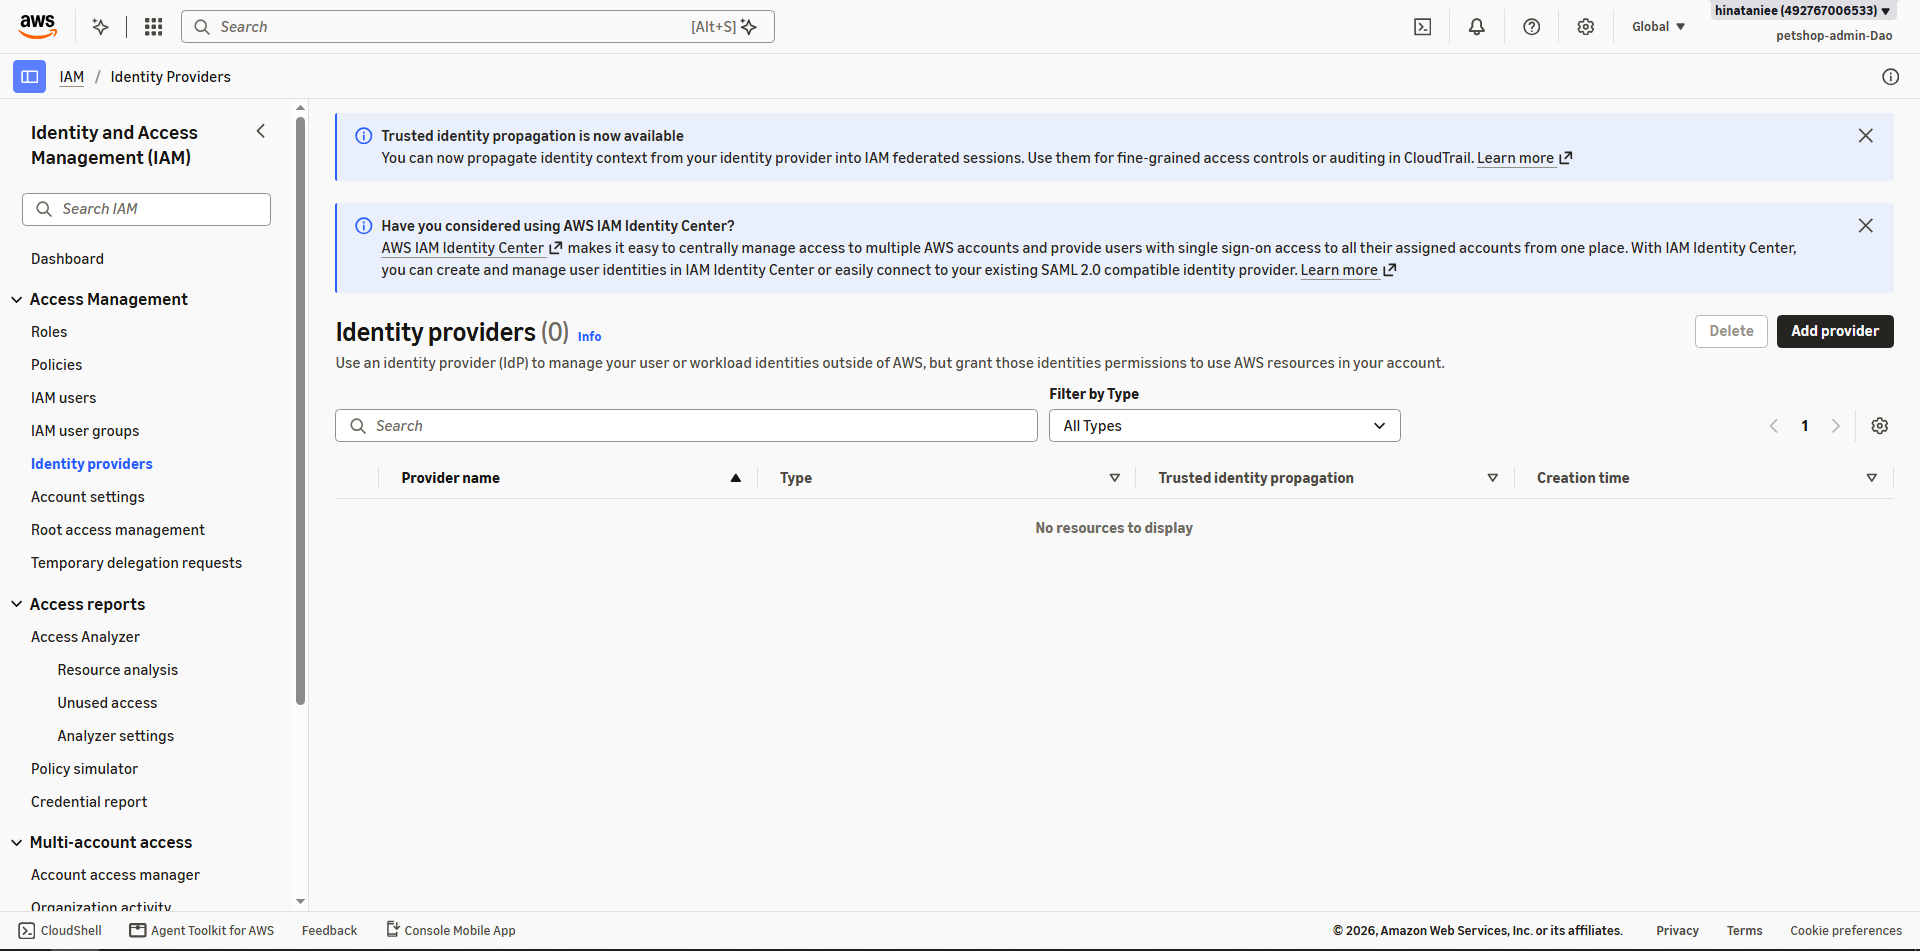 aws
Search
[Alt+S]
Global
hinataniee (492767006533)
petshop-admin-Dao
IAM / Identity Providers
Identity and Access
Management (IAM)
Search IAM
Dashboard
Access Management
Roles
Policies
IAM users
IAM user groups
Identity providers
Account settings
Root access management
Temporary delegation requests
Access reports
Access Analyzer
Resource analysis
Unused access
Analyzer settings
Policy simulator
Credential report
Multi-account access
Account access manager
Organization activity
Trusted identity propagation is now available
You can now propagate identity context from your identity provider into IAM federated sessions. Use them for fine-grained access controls or auditing in CloudTrail. Learn more
Have you considered using AWS IAM Identity Center?
AWS IAM Identity Center makes it easy to centrally manage access to multiple AWS accounts and provide users with single sign-on access to all their assigned accounts from one place. With IAM Identity Center,
you can create and manage user identities in IAM Identity Center or easily connect to your existing SAML 2.0 compatible identity provider. Learn more
Identity providers (0) Info
Delete
Add provider
Use an identity provider (IdP) to manage your user or workload identities outside of AWS, but grant those identities permissions to use AWS resources in your account.
Filter by Type
Search
All Types
1
Provider name
Type
Trusted identity propagation
Creation time
No resources to display
CloudShell
Agent Toolkit for AWS
Feedback
Console Mobile App
© 2026, Amazon Web Services, Inc. or its affiliates.
Privacy
Terms
Cookie preferences